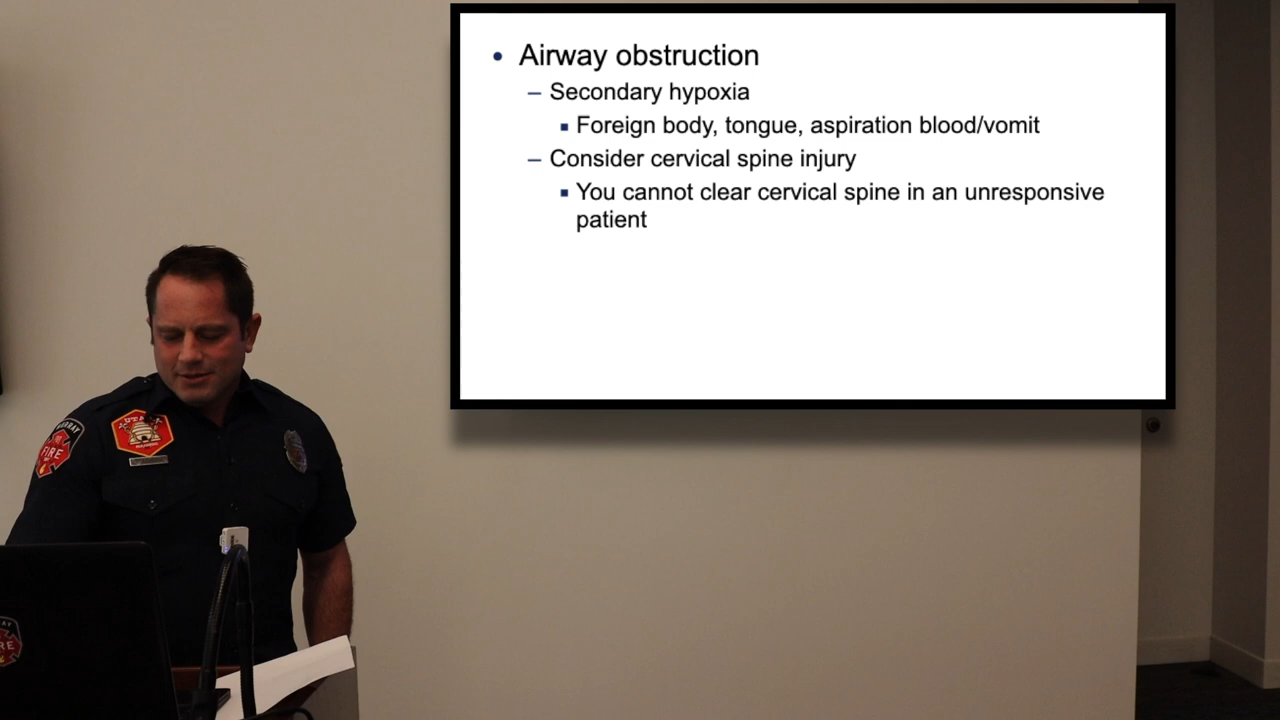 • Airway obstruction
– Secondary hypoxia
▪ Foreign body, tongue, aspiration blood/vomit
– Consider cervical spine injury
▪ You cannot clear cervical spine in an unresponsive
patient
FIRE